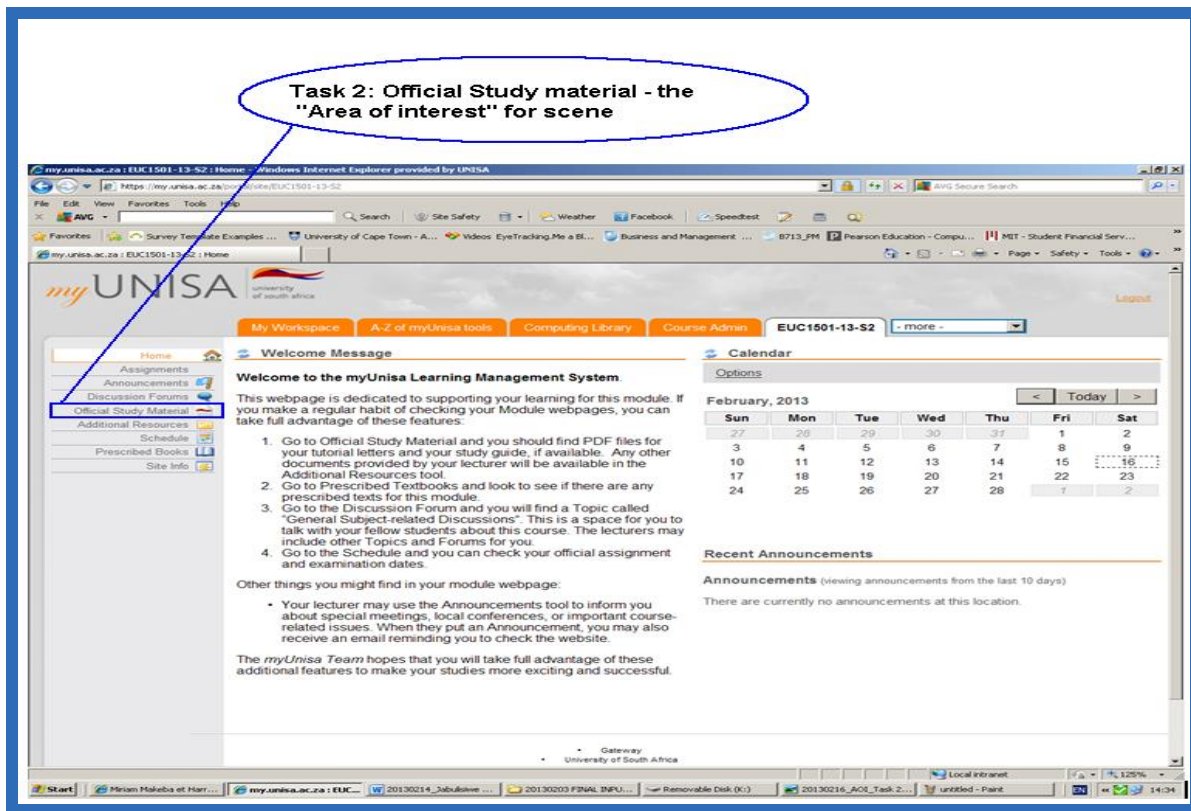 Task 2: Official Study material - the
"Area of interest" for scene
my.unisa.ac.za : EUC1501-13-S2 : Home - Windows Internet Explorer provided by UNISA
https://my.unisa.ac.za/portal/site/EUC1501-13-S2
AVG Secure Search
File Edit View Favorites Tools Help
AVG Search Site Safety Weather Facebook Speedtest
Favorites Survey Template Examples ... University of Cape Town - A... Videos EyeTracking.Me a Bl... Business and Management ... 8713_PM Pearson Education - Compu... MIT - Student Financial Serv...
my.unisa.ac.za : EUC1501-13-S2 : Home
Page Safety Tools
myUNISA university
of south africa
Logout
My Workspace A-Z of myUnisa tools Computing Library Course Admin EUC1501-13-S2 - more -
Home
Assignments
Announcements
Discussion Forums
Official Study Material
Additional Resources
Schedule
Prescribed Books
Site Info
Welcome Message
Welcome to the myUnisa Learning Management System.
This webpage is dedicated to supporting your learning for this module. If
you make a regular habit of checking your Module webpages, you can
take full advantage of these features:
1. Go to Official Study Material and you should find PDF files for
your tutorial letters and your study guide, if available. Any other
documents provided by your lecturer will be available in the
Additional Resources tool.
2. Go to Prescribed Textbooks and look to see if there are any
prescribed texts for this module.
3. Go to the Discussion Forum and you will find a Topic called
"General Subject-related Discussions". This is a space for you to
talk with your fellow students about this course. The lecturers may
include other Topics and Forums for you.
4. Go to the Schedule and you can check your official assignment
and examination dates.
Other things you might find in your module webpage:
• Your lecturer may use the Announcements tool to inform you
about special meetings, local conferences, or important course-
related issues. When they put an Announcement, you may also
receive an email reminding you to check the website.
The myUnisa Team hopes that you will take full advantage of these
additional features to make your studies more exciting and successful.
Calendar
Options
February, 2013
< Today >
Sun Mon Tue Wed Thu Fri Sat
27 28 29 30 31 1 2
3 4 5 6 7 8 9
10 11 12 13 14 15 16
17 18 19 20 21 22 23
24 25 26 27 28 1 2
Recent Announcements
Announcements (viewing announcements from the last 10 days)
There are currently no announcements at this location.
• Gateway
• University of South Africa
Local intranet 125%
Start Miriam Makeba et Harr... my.unisa.ac.za : EUC... 20130214_Jabulisiwe ... 20130203 FINAL INPU... Removable Disk (K:) 20130216_AOI_Task 2... untitled - Paint EN 14:34